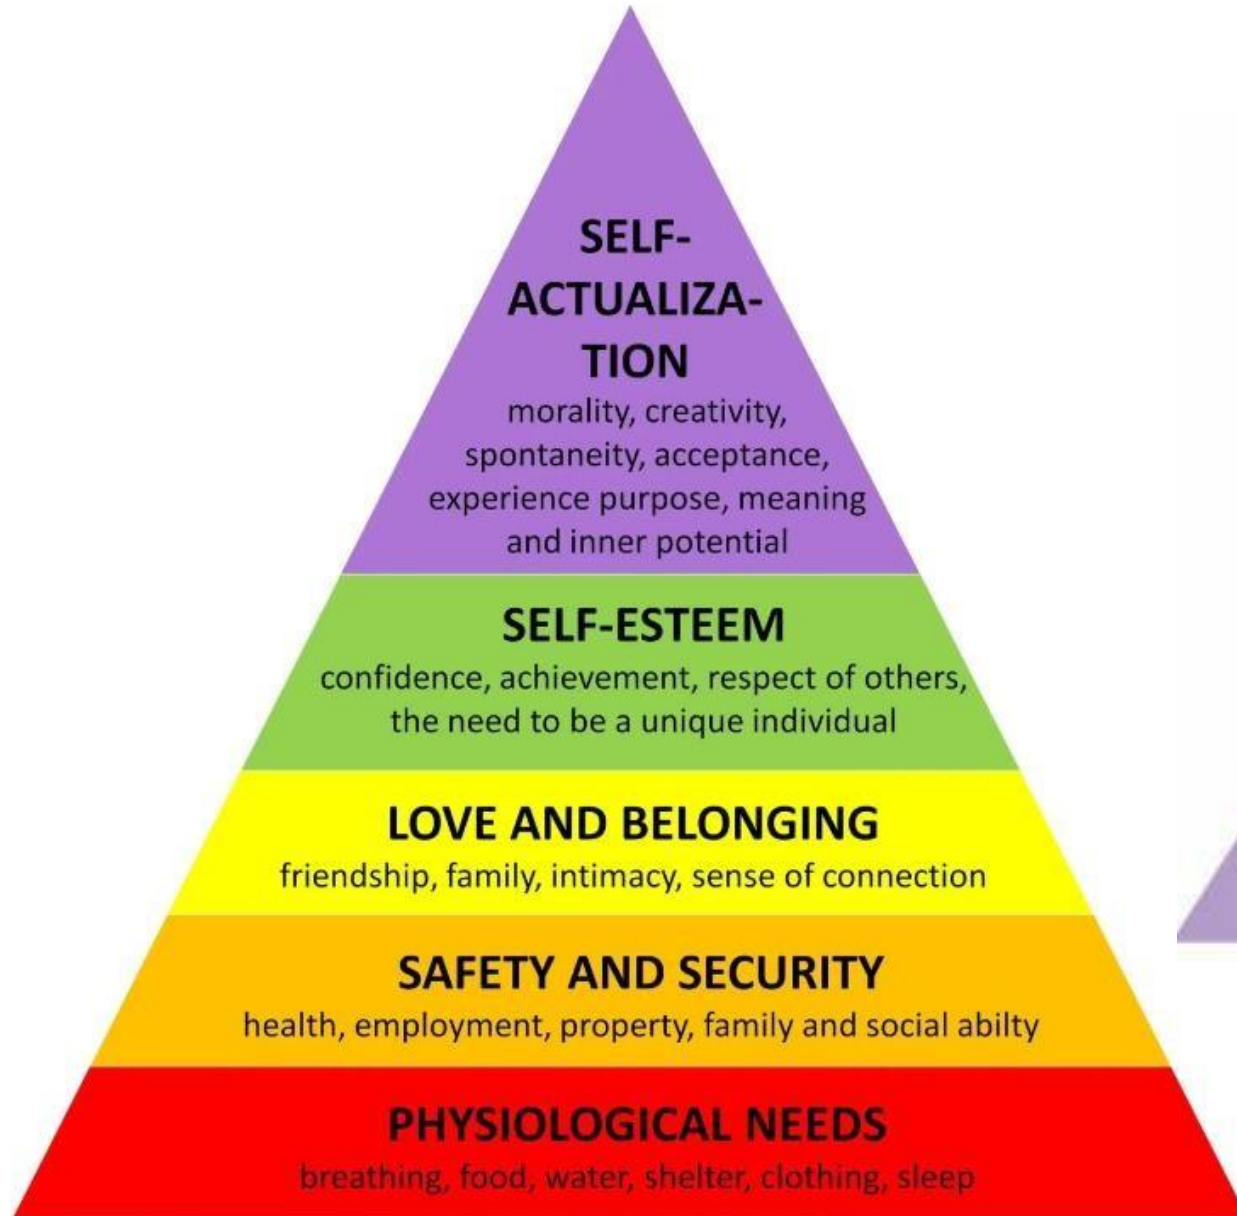 SELF-
ACTUALIZA-
TION
morality, creativity,
spontaneity, acceptance,
experience purpose, meaning
and inner potential
SELF-ESTEEM
confidence, achievement, respect of others,
the need to be a unique individual
LOVE AND BELONGING
friendship, family, intimacy, sense of connection
SAFETY AND SECURITY
health, employment, property, family and social abilty
PHYSIOLOGICAL NEEDS
breathing, food, water, shelter, clothing, sleep